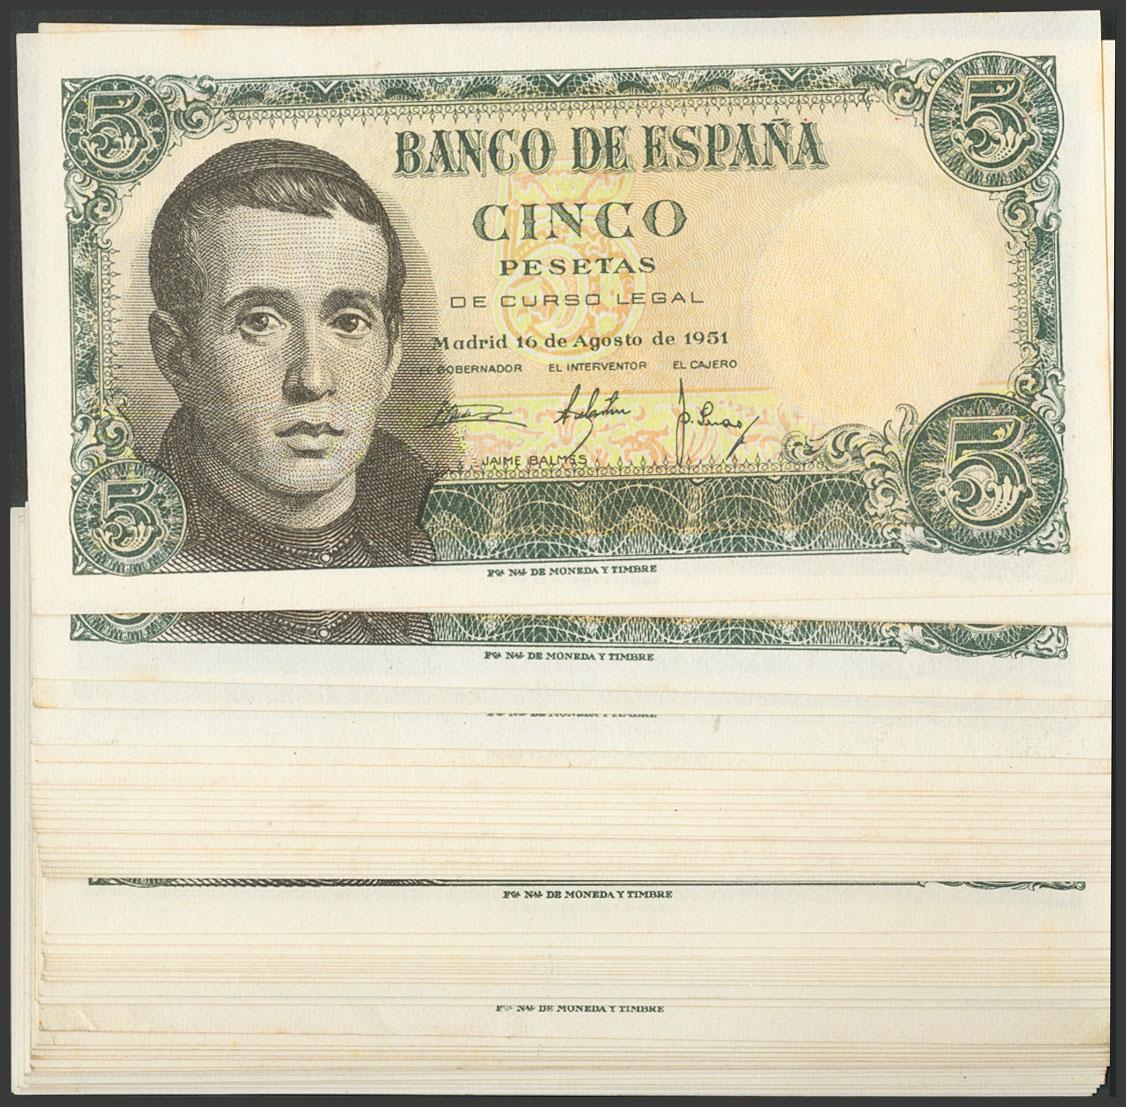 5
5
BANCO DE ESPAÑA
CINCO
PESETAS
DE CURSO LEGAL
Madrid 16 de Agosto de 1951
EL GOBERNADOR EL INTERVENTOR EL CAJERO
JAIME BALMES
5
5
Fca. Nal. DE MONEDA Y TIMBRE
Fca. Nal. DE MONEDA Y TIMBRE
Fca. Nal. DE MONEDA Y TIMBRE
Fca. Nal. DE MONEDA Y TIMBRE